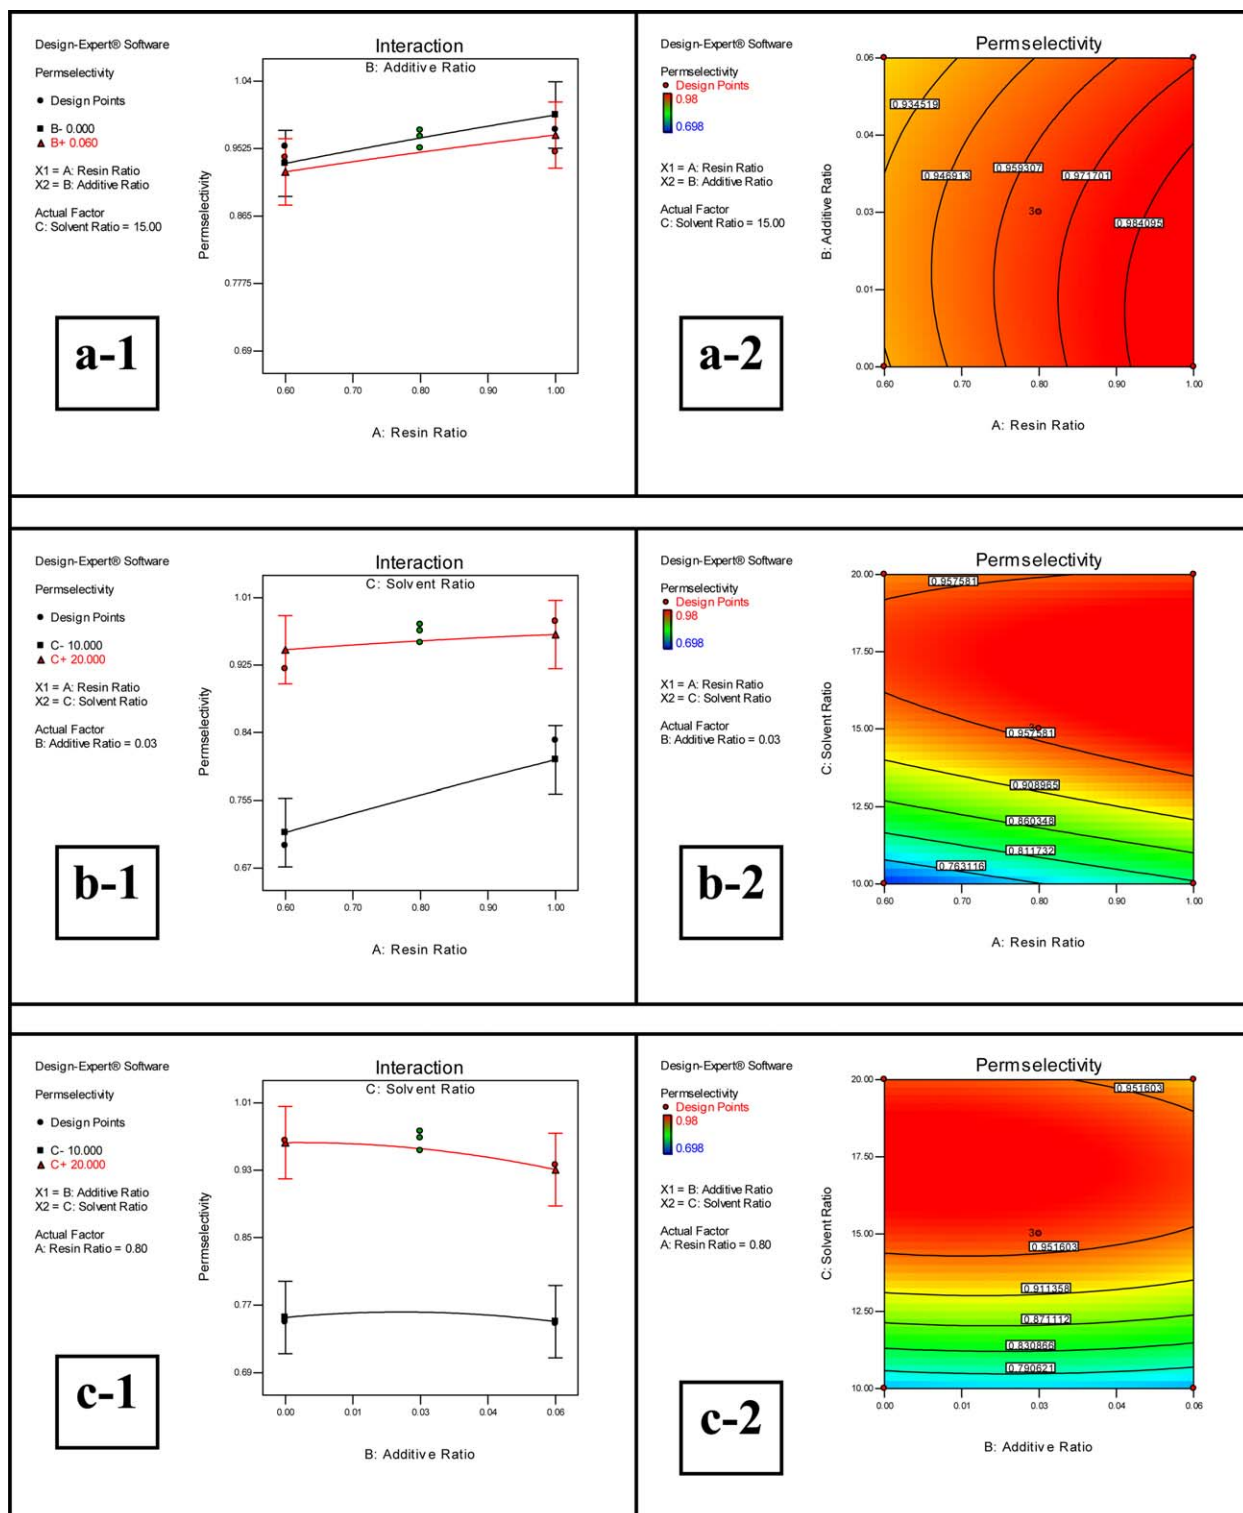 Design-Expert® Software
Permselectivity
Design Points
B- 0.000
B+ 0.060
X1 = A: Resin Ratio
X2 = B: Additive Ratio
Actual Factor
C: Solvent Ratio = 15.00
a-1
Interaction
B: Additive Ratio
Permselectivity
1.04
0.9525
0.865
0.7775
0.69
0.60
0.70
0.80
0.90
1.00
A: Resin Ratio
Design-Expert® Software
Permselectivity
Design Points
0.98
0.698
X1 = A: Resin Ratio
X2 = B: Additive Ratio
Actual Factor
C: Solvent Ratio = 15.00
a-2
Permselectivity
B: Additive Ratio
0.06
0.04
0.03
0.01
0.00
0.934519
0.946913
0.959307
0.971701
0.984095
3
0.60
0.70
0.80
0.90
1.00
A: Resin Ratio
Design-Expert® Software
Permselectivity
Design Points
C- 10.000
C+ 20.000
X1 = A: Resin Ratio
X2 = C: Solvent Ratio
Actual Factor
B: Additive Ratio = 0.03
b-1
Interaction
C: Solvent Ratio
Permselectivity
1.01
0.925
0.84
0.755
0.67
0.60
0.70
0.80
0.90
1.00
A: Resin Ratio
Design-Expert® Software
Permselectivity
Design Points
0.98
0.698
X1 = A: Resin Ratio
X2 = C: Solvent Ratio
Actual Factor
B: Additive Ratio = 0.03
b-2
Permselectivity
C: Solvent Ratio
20.00
17.50
15.00
12.50
10.00
0.957581
3
0.957581
0.908965
0.860348
0.811732
0.763116
0.60
0.70
0.80
0.90
1.00
A: Resin Ratio
Design-Expert® Software
Permselectivity
Design Points
C- 10.000
C+ 20.000
X1 = B: Additive Ratio
X2 = C: Solvent Ratio
Actual Factor
A: Resin Ratio = 0.80
c-1
Interaction
C: Solvent Ratio
Permselectivity
1.01
0.93
0.85
0.77
0.69
0.00
0.01
0.03
0.04
0.06
B: Additive Ratio
Design-Expert® Software
Permselectivity
Design Points
0.98
0.698
X1 = B: Additive Ratio
X2 = C: Solvent Ratio
Actual Factor
A: Resin Ratio = 0.80
c-2
Permselectivity
C: Solvent Ratio
20.00
17.50
15.00
12.50
10.00
0.951603
3
0.951603
0.911358
0.871112
0.830866
0.790621
0.00
0.01
0.03
0.04
0.06
B: Additive Ratio